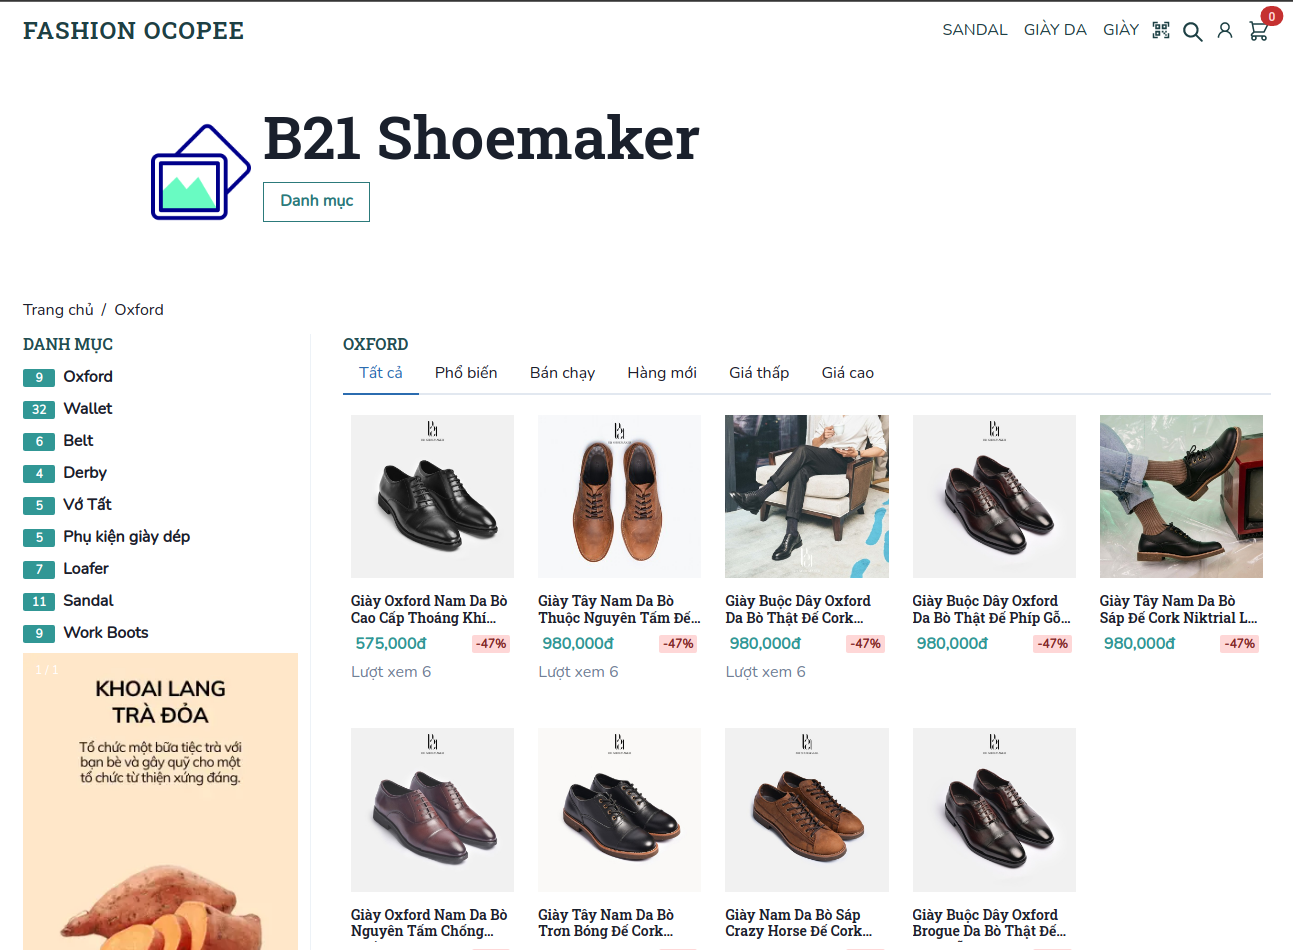 FASHION OCOPEE
SANDAL GIÀY DA GIÀY
0
B21 Shoemaker
Danh mục
Trang chủ / Oxford
DANH MỤC
9 Oxford
32 Wallet
6 Belt
4 Derby
5 Vớ Tất
5 Phụ kiện giày dép
7 Loafer
11 Sandal
9 Work Boots
1 / 1
KHOAI LANG
TRÀ ĐỎA
Tổ chức một bữa tiệc trà với
bạn bè và gây quỹ cho một
tổ chức từ thiện xứng đáng.
OXFORD
Tất cả Phổ biến Bán chạy Hàng mới Giá thấp Giá cao
Giày Oxford Nam Da Bò
Cao Cấp Thoáng Khí...
575,000đ -47%
Lượt xem 6
Giày Tây Nam Da Bò
Thuộc Nguyên Tấm Đế...
980,000đ -47%
Lượt xem 6
Giày Buộc Dây Oxford
Da Bò Thật Đế Cork...
980,000đ -47%
Lượt xem 6
Giày Buộc Dây Oxford
Da Bò Thật Đế Phíp Gỗ...
980,000đ -47%
Giày Tây Nam Da Bò
Sáp Đế Cork Niktrial L...
980,000đ -47%
Giày Oxford Nam Da Bò
Nguyên Tấm Chống...
Giày Tây Nam Da Bò
Trơn Bóng Đế Cork...
Giày Nam Da Bò Sáp
Crazy Horse Đế Cork...
Giày Buộc Dây Oxford
Brogue Da Bò Thật Đế...